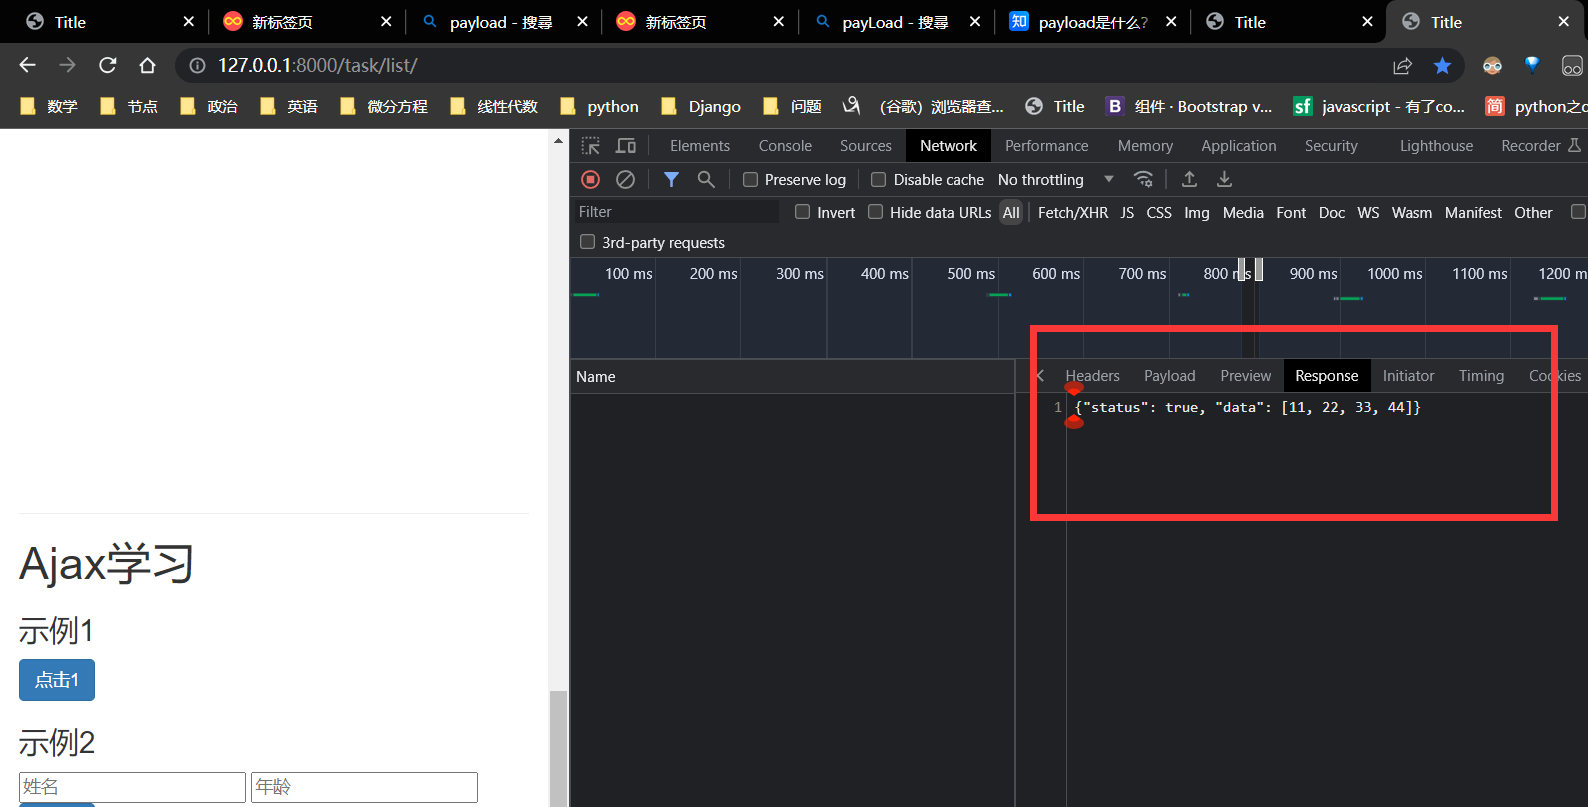 Title 新标签页 payload - 搜尋 新标签页 payLoad - 搜尋 知 payload是什么? Title Title
127.0.0.1:8000/task/list/
数学 节点 政治 英语 微分方程 线性代数 python Django 问题 (谷歌) 浏览器查... Title B 组件 · Bootstrap v... sf javascript - 有了co... 简 python之
Elements Console Sources Network Performance Memory Application Security Lighthouse Recorder
Preserve log Disable cache No throttling
Filter Invert Hide data URLs All Fetch/XHR JS CSS Img Media Font Doc WS Wasm Manifest Other
3rd-party requests
100 ms 200 ms 300 ms 400 ms 500 ms 600 ms 700 ms 800 ms 900 ms 1000 ms 1100 ms 1200 m
Name Headers Payload Preview Response Initiator Timing Cookies
1 {"status": true, "data": [11, 22, 33, 44]}
Ajax学习
示例1
点击1
示例2
姓名 年龄